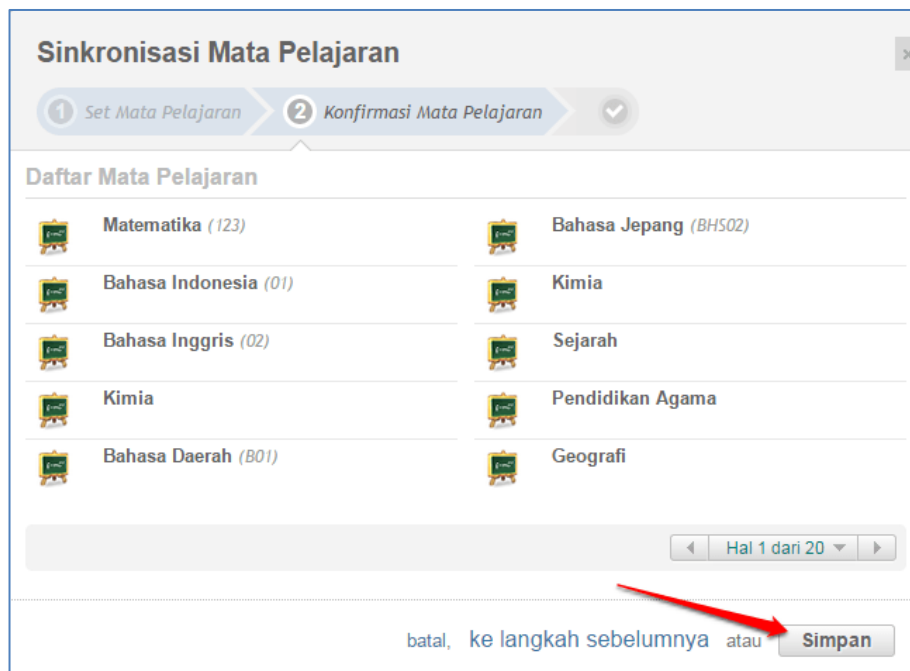 Sinkronisasi Mata Pelajaran
1 Set Mata Pelajaran 2 Konfirmasi Mata Pelajaran
Daftar Mata Pelajaran
Matematika (123) Bahasa Jepang (BHS02)
Bahasa Indonesia (01) Kimia
Bahasa Inggris (02) Sejarah
Kimia Pendidikan Agama
Bahasa Daerah (B01) Geografi
Hal 1 dari 20
batal, ke langkah sebelumnya atau Simpan